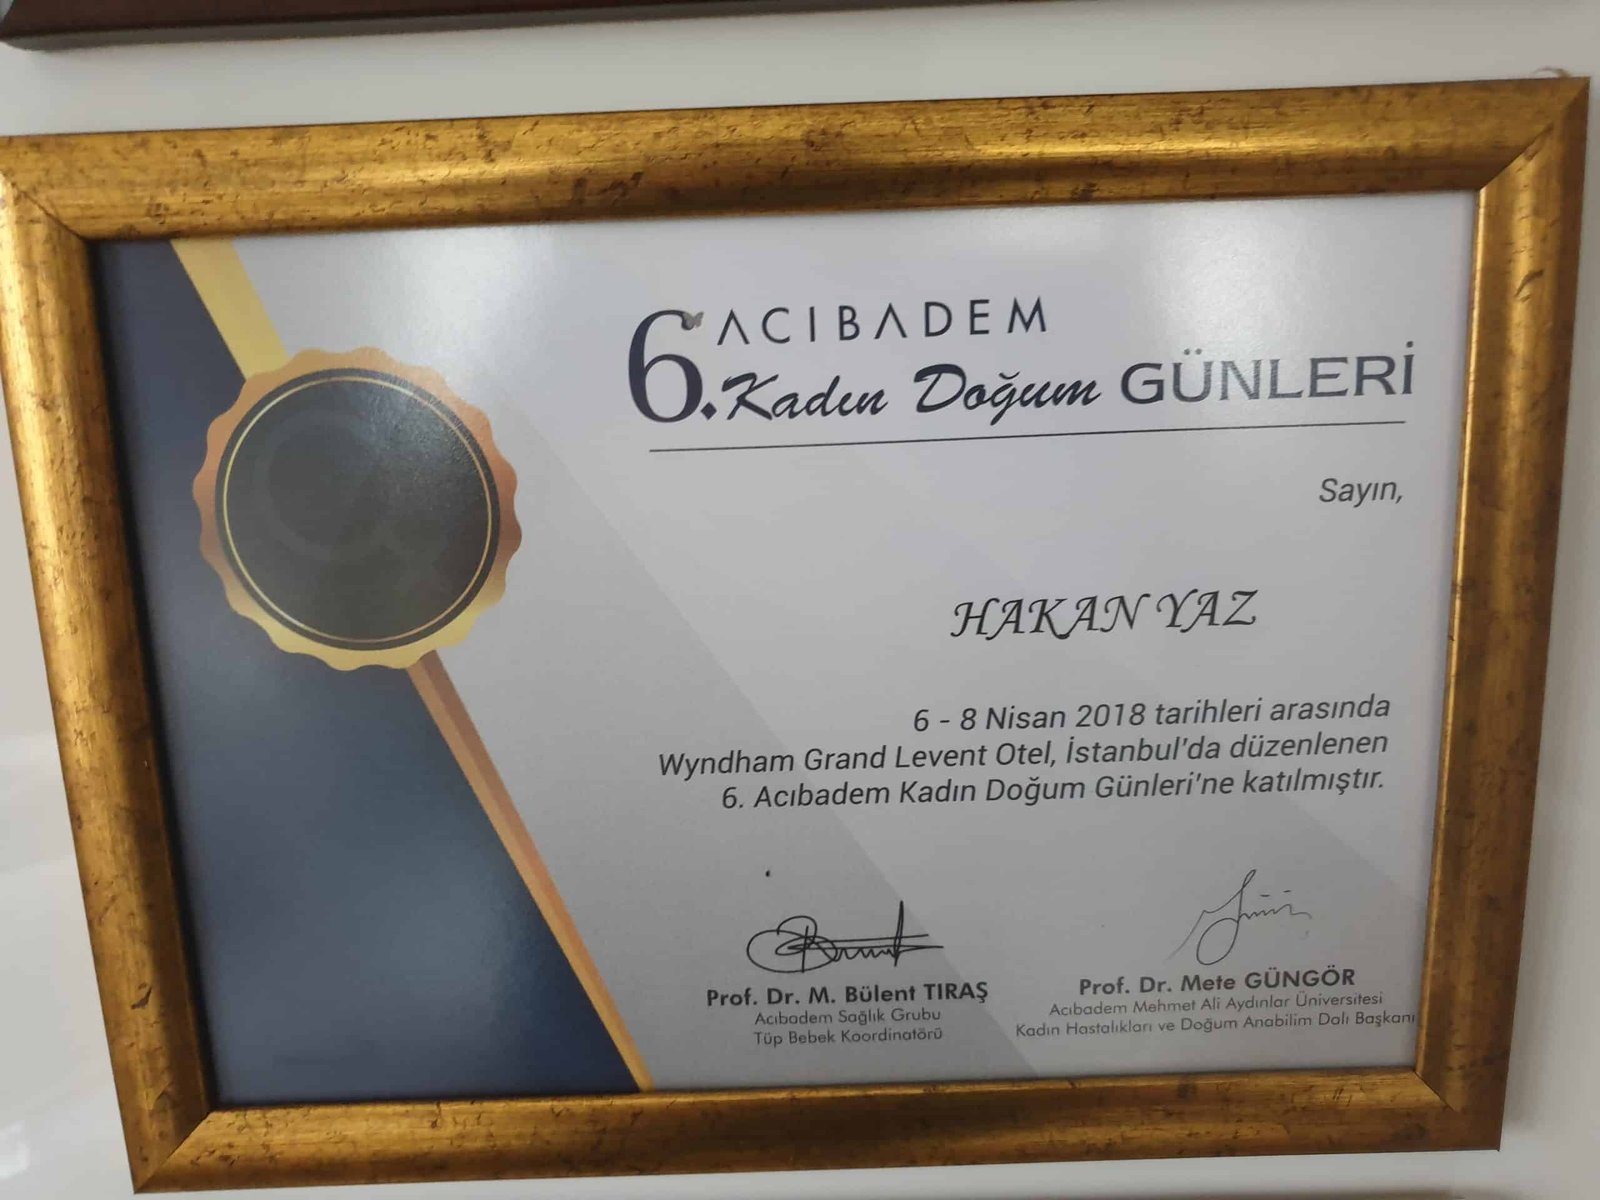 6. ACIBADEM
Kadın Doğum GÜNLERİ
Sayın,
HAKAN YAZ
6 - 8 Nisan 2018 tarihleri arasında
Wyndham Grand Levent Otel, İstanbul'da düzenlenen
6. Acıbadem Kadın Doğum Günleri'ne katılmıştır.
Prof. Dr. M. Bülent TIRAŞ
Acıbadem Sağlık Grubu
Tüp Bebek Koordinatörü
Prof. Dr. Mete GÜNGÖR
Acıbadem Mehmet Ali Aydınlar Üniversitesi
Kadın Hastalıkları ve Doğum Anabilim Dalı Başkanı